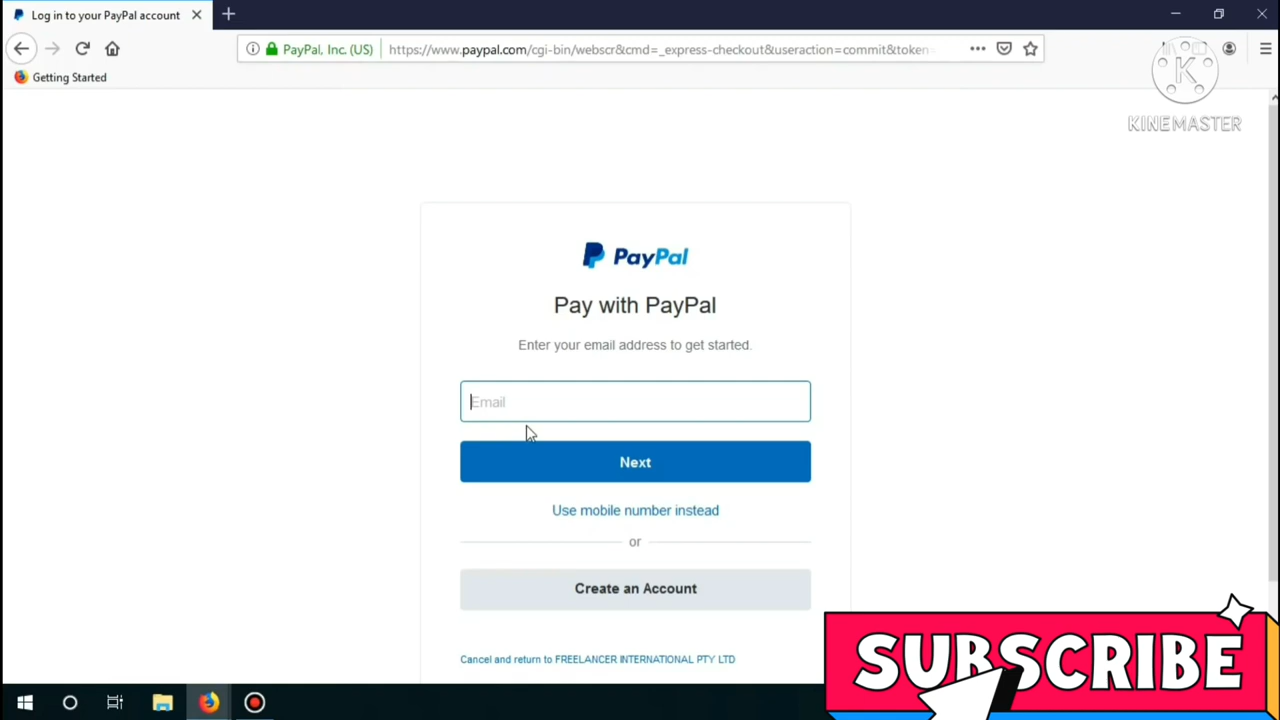 Log in to your PayPal account
PayPal, Inc. (US)
https://www.paypal.com/cgi-bin/webscr&cmd=_express-checkout&useraction=commit&token
Getting Started
K
KINEMASTER
PayPal
Pay with PayPal
Enter your email address to get started.
Email
Next
Use mobile number instead
or
Create an Account
Cancel and return to FREELANCER INTERNATIONAL PTY LTD
SUBSCRIBE